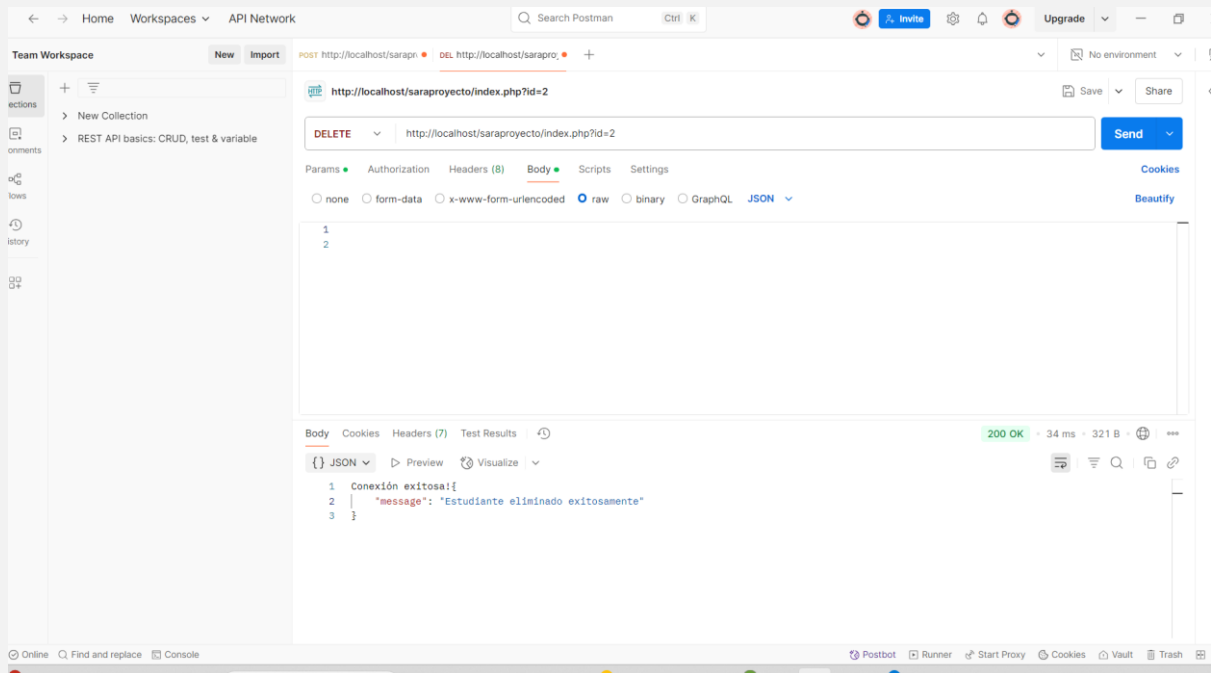 Home Workspaces API Network Search Postman Ctrl K Invite Upgrade
Team Workspace New Import POST http://localhost/sarapr DEL http://localhost/sarapro No environment
ections
onments
lows
istory
New Collection
REST API basics: CRUD, test & variable
HTTP http://localhost/saraproyecto/index.php?id=2 Save Share
DELETE http://localhost/saraproyecto/index.php?id=2 Send
Params Authorization Headers (8) Body Scripts Settings Cookies
none form-data x-www-form-urlencoded raw binary GraphQL JSON Beautify
1
2
Body Cookies Headers (7) Test Results 200 OK 34 ms 321 B
{} JSON Preview Visualize
1 Conexión exitosa!{
2 "message": "Estudiante eliminado exitosamente"
3 }
Online Find and replace Console Postbot Runner Start Proxy Cookies Vault Trash